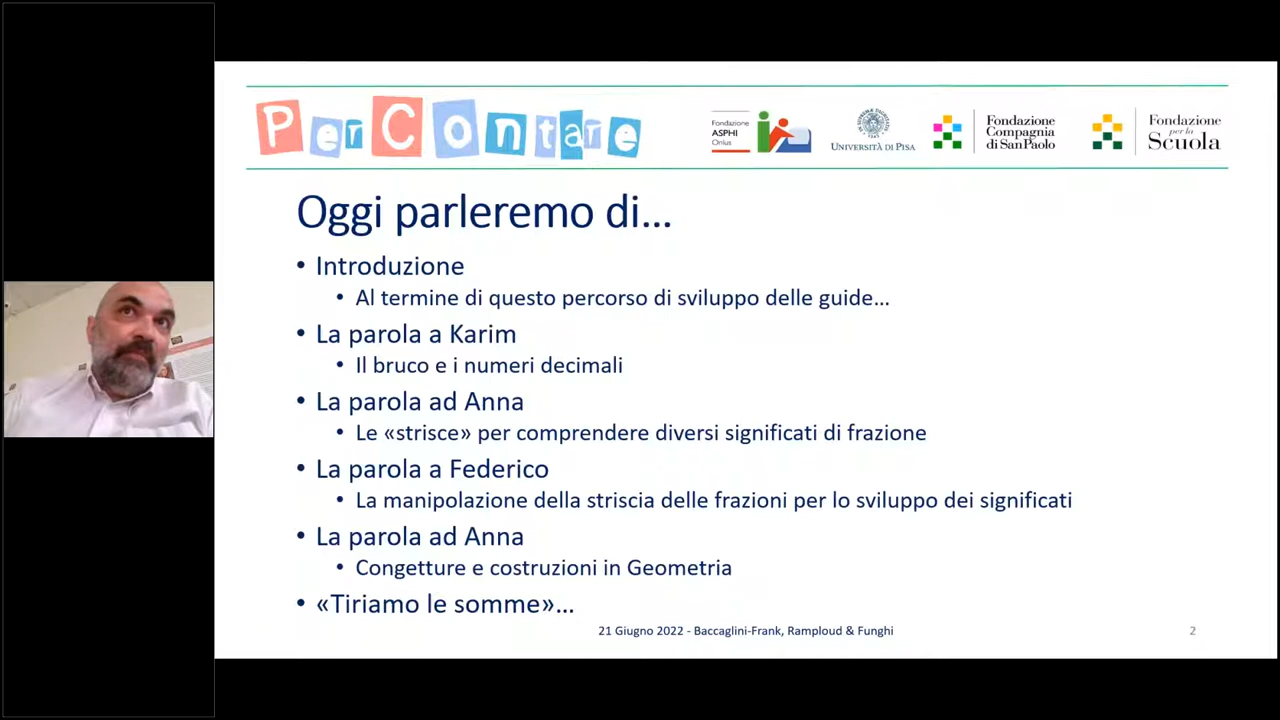 PerContare
Fondazione
ASPHI
Onlus
UNIVERSITÀ DI PISA
Fondazione
Compagnia
di San Paolo
Fondazione
per la
Scuola
Oggi parleremo di...
• Introduzione
• Al termine di questo percorso di sviluppo delle guide...
• La parola a Karim
• Il bruco e i numeri decimali
• La parola ad Anna
• Le «strisce» per comprendere diversi significati di frazione
• La parola a Federico
• La manipolazione della striscia delle frazioni per lo sviluppo dei significati
• La parola ad Anna
• Congetture e costruzioni in Geometria
• «Tiriamo le somme»...
21 Giugno 2022 - Baccaglini-Frank, Ramploud & Funghi
2